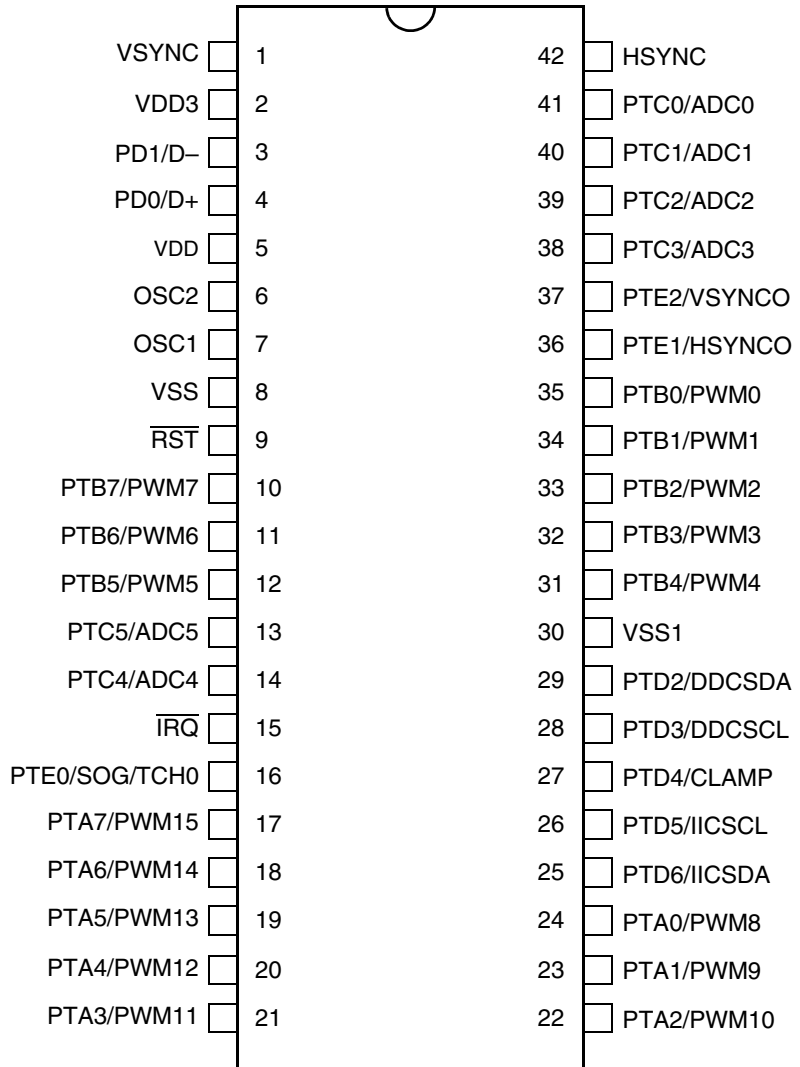 VSYNC 1 42 HSYNC
VDD3 2 41 PTC0/ADC0
PD1/D– 3 40 PTC1/ADC1
PD0/D+ 4 39 PTC2/ADC2
VDD 5 38 PTC3/ADC3
OSC2 6 37 PTE2/VSYNCO
OSC1 7 36 PTE1/HSYNCO
VSS 8 35 PTB0/PWM0
RST 9 34 PTB1/PWM1
PTB7/PWM7 10 33 PTB2/PWM2
PTB6/PWM6 11 32 PTB3/PWM3
PTB5/PWM5 12 31 PTB4/PWM4
PTC5/ADC5 13 30 VSS1
PTC4/ADC4 14 29 PTD2/DDCSDA
IRQ 15 28 PTD3/DDCSCL
PTE0/SOG/TCH0 16 27 PTD4/CLAMP
PTA7/PWM15 17 26 PTD5/IICSCL
PTA6/PWM14 18 25 PTD6/IICSDA
PTA5/PWM13 19 24 PTA0/PWM8
PTA4/PWM12 20 23 PTA1/PWM9
PTA3/PWM11 21 22 PTA2/PWM10